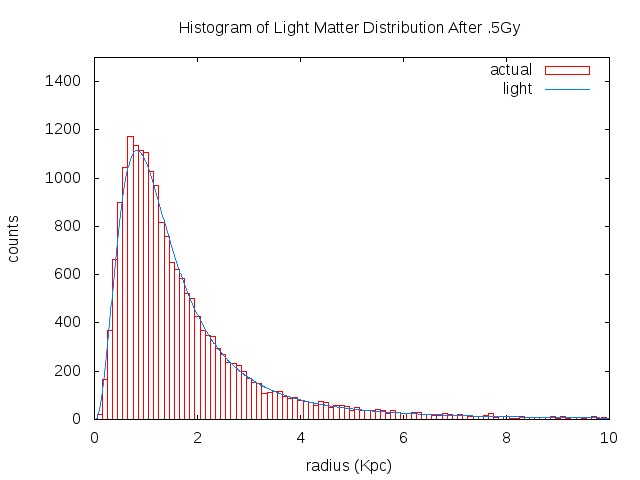 Histogram of Light Matter Distribution After .5Gy
actual
light
1400
1200
1000
800
600
400
200
0
counts
0 2 4 6 8 10
radius (Kpc)